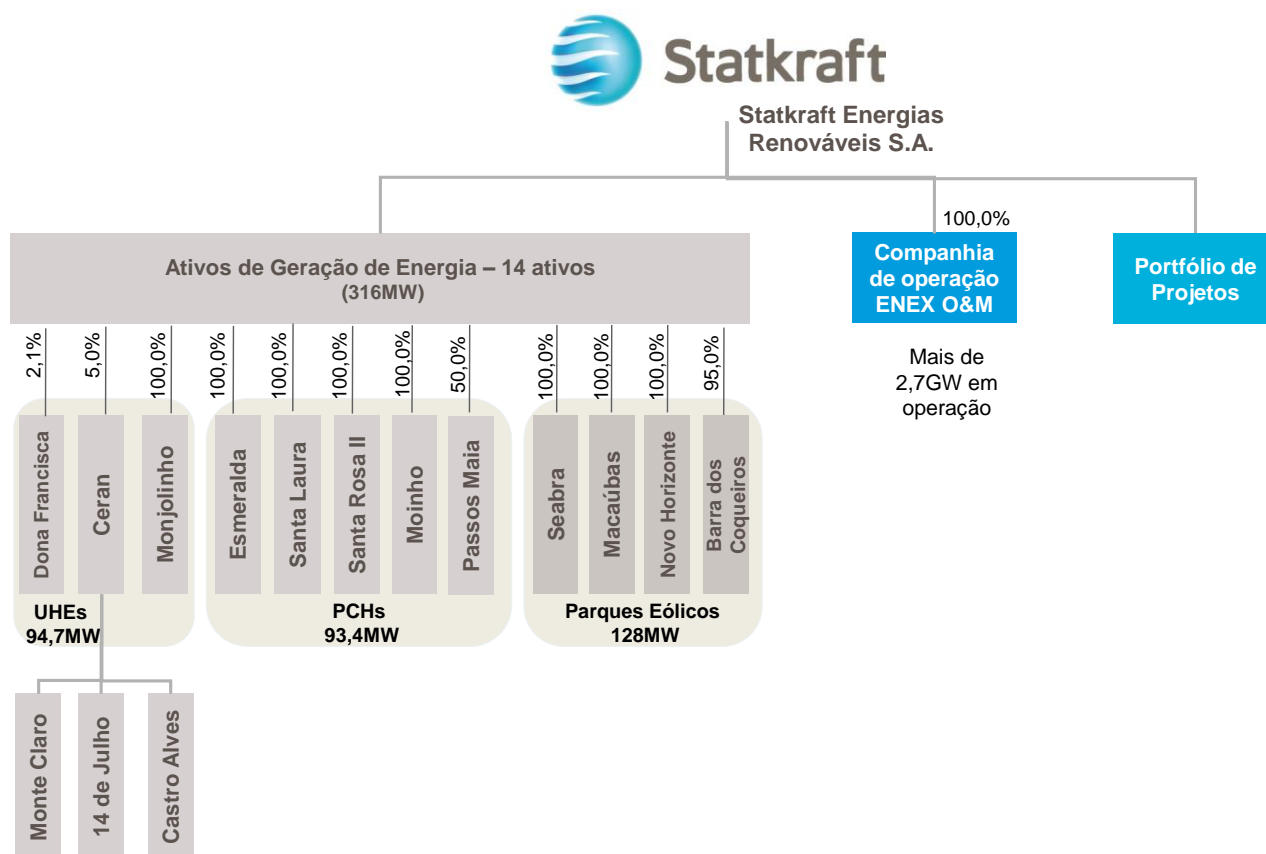 Statkraft
Statkraft Energias
Renováveis S.A.
100,0%
Ativos de Geração de Energia – 14 ativos
(316MW)
Companhia
de operação
ENEX O&M
Portfólio de
Projetos
Mais de
2,7GW em
operação
2,1%
5,0%
100,0%
100,0%
100,0%
100,0%
100,0%
50,0%
100,0%
100,0%
100,0%
95,0%
Dona Francisca
Ceran
Monjolinho
Esmeralda
Santa Laura
Santa Rosa II
Moinho
Passos Maia
Seabra
Macaúbas
Novo Horizonte
Barra dos
Coqueiros
UHEs
94,7MW
PCHs
93,4MW
Parques Eólicos
128MW
Monte Claro
14 de Julho
Castro Alves